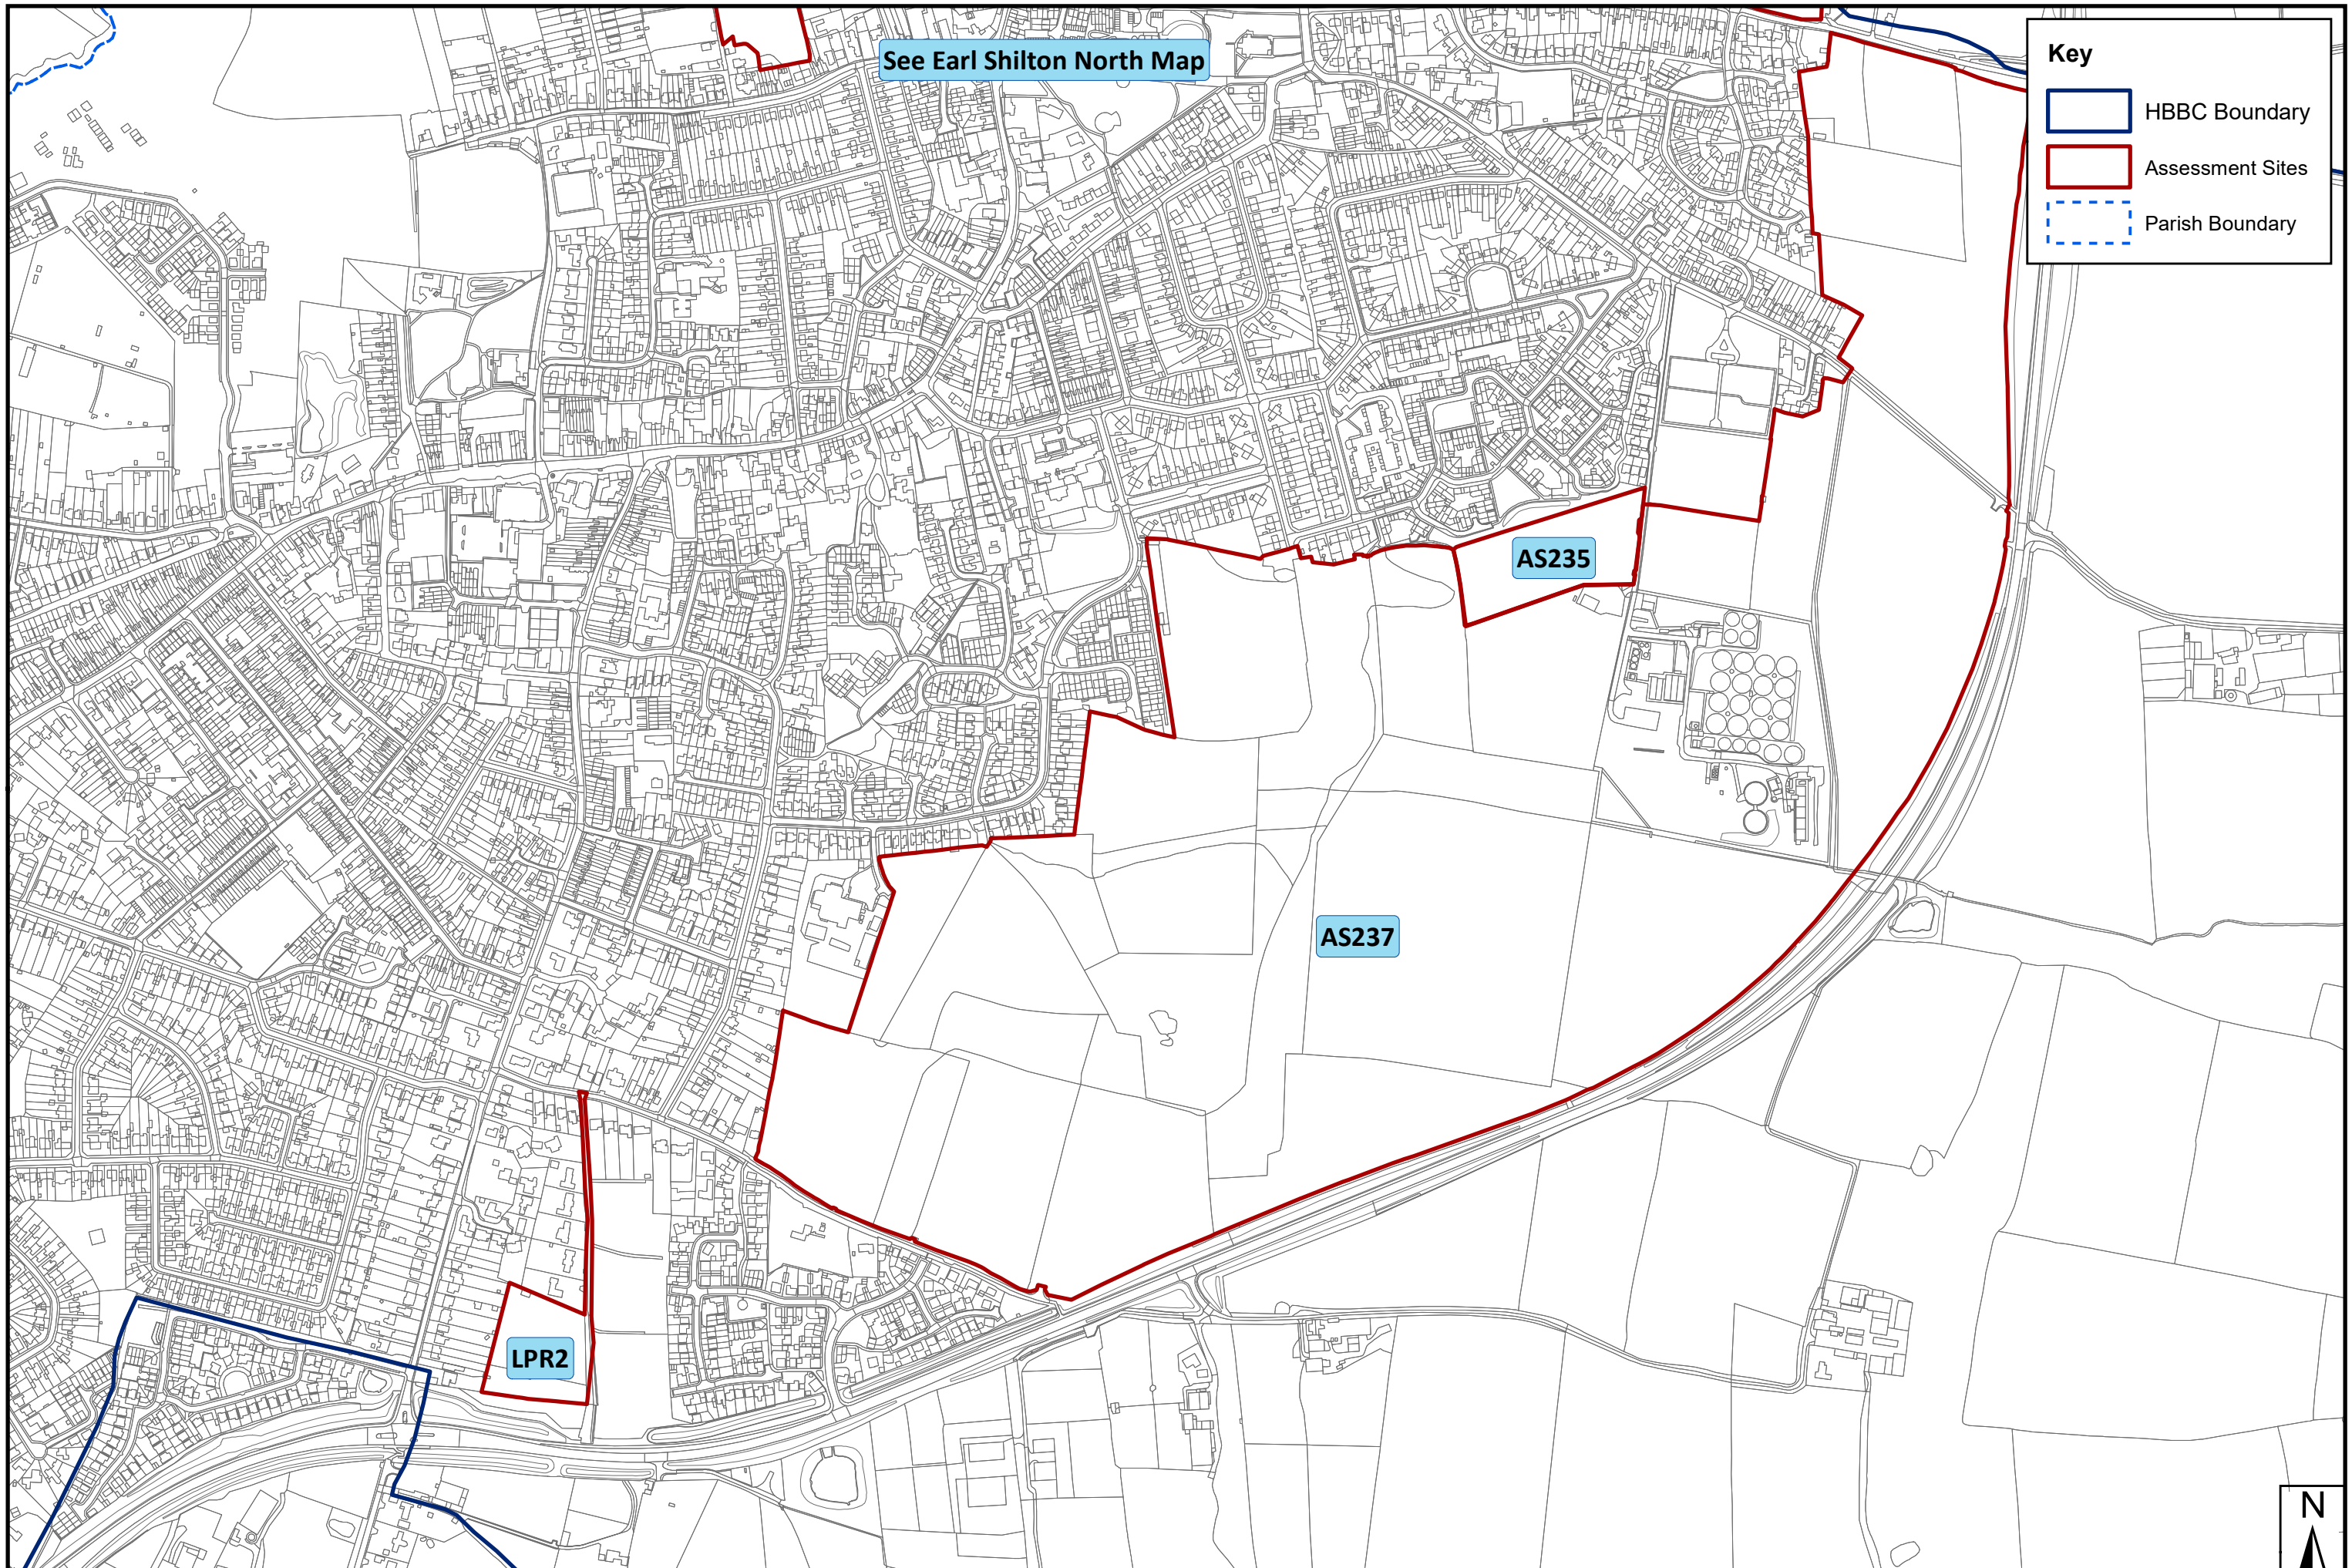 See Earl Shilton North Map
Key
HBBC Boundary
Assessment Sites
Parish Boundary
AS235
AS237
LPR2
N